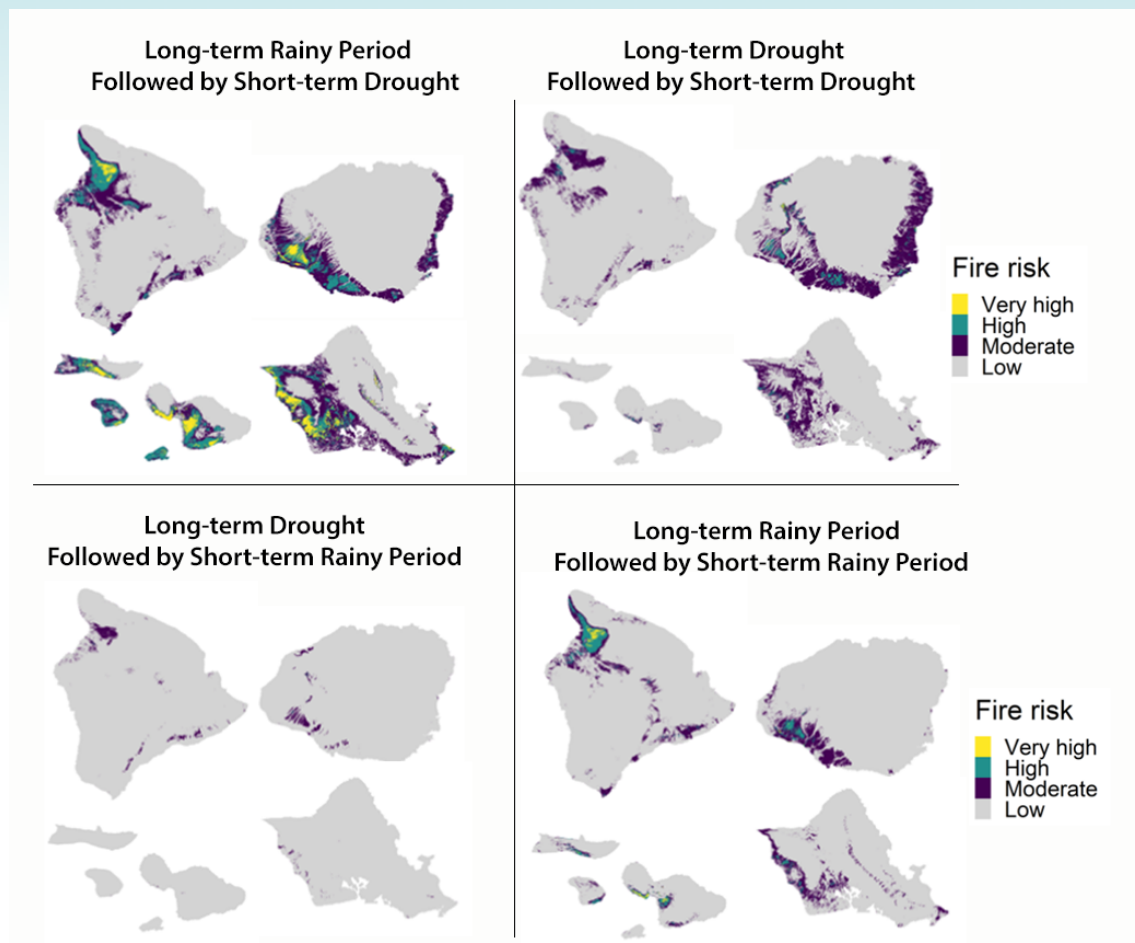 Long-term Rainy Period
Followed by Short-term Drought
Long-term Drought
Followed by Short-term Drought
Fire risk
Very high
High
Moderate
Low
Long-term Drought
Followed by Short-term Rainy Period
Long-term Rainy Period
Followed by Short-term Rainy Period
Fire risk
Very high
High
Moderate
Low